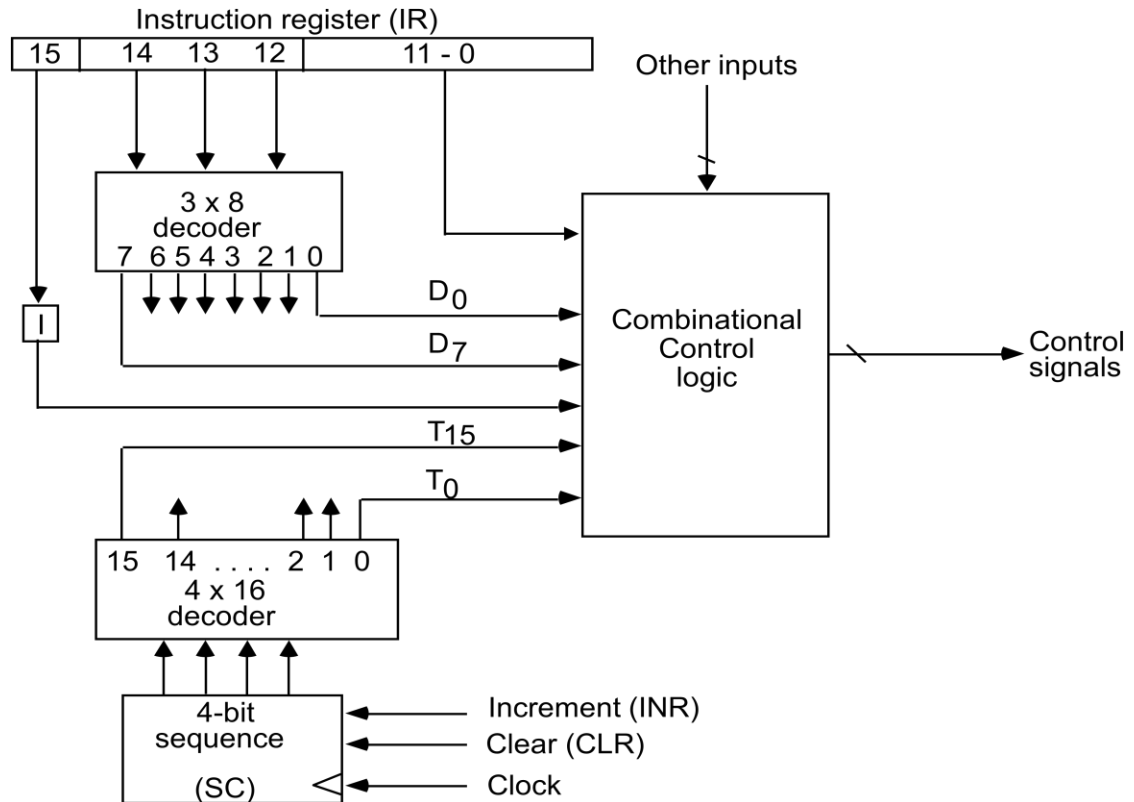 Instruction register (IR)
15 14 13 12 11 - 0
Other inputs
3 x 8
decoder
7 6 5 4 3 2 1 0
D0
Combinational
Control
logic
I
D7
Control
signals
T15
T0
15 14 . . . . 2 1 0
4 x 16
decoder
4-bit
sequence
(SC)
Increment (INR)
Clear (CLR)
Clock